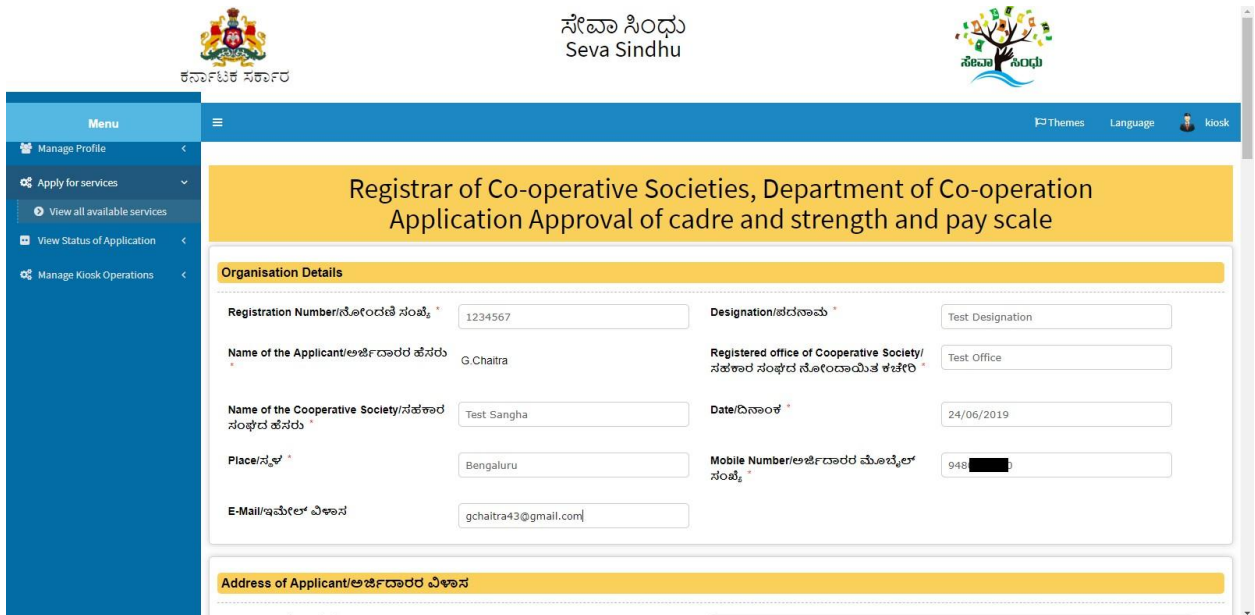 ಸೇವಾ ಸಿಂಧು
Seva Sindhu
ಕರ್ನಾಟಕ ಸರ್ಕಾರ
ಸೇವಾ ಸಿಂಧು
Menu
Themes Language kiosk
Manage Profile
Apply for services
View all available services
View Status of Application
Manage Kiosk Operations
Registrar of Co-operative Societies, Department of Co-operation
Application Approval of cadre and strength and pay scale
Organisation Details
Registration Number/ನೋಂದಣಿ ಸಂಖ್ಯೆ * 1234567 Designation/ಪದನಾಮ * Test Designation
Name of the Applicant/ಅರ್ಜಿದಾರರ ಹೆಸರು
* G.Chaitra Registered office of Cooperative Society/
ಸಹಕಾರ ಸಂಘದ ನೋಂದಾಯಿತ ಕಚೇರಿ * Test Office
Name of the Cooperative Society/ಸಹಕಾರ
ಸಂಘದ ಹೆಸರು * Test Sangha Date/ದಿನಾಂಕ * 24/06/2019
Place/ಸ್ಥಳ * Bengaluru Mobile Number/ಅರ್ಜಿದಾರರ ಮೊಬೈಲ್
ಸಂಖ್ಯೆ * 948
E-Mail/ಇಮೇಲ್ ವಿಳಾಸ gchaitra43@gmail.com
Address of Applicant/ಅರ್ಜಿದಾರರ ವಿಳಾಸ